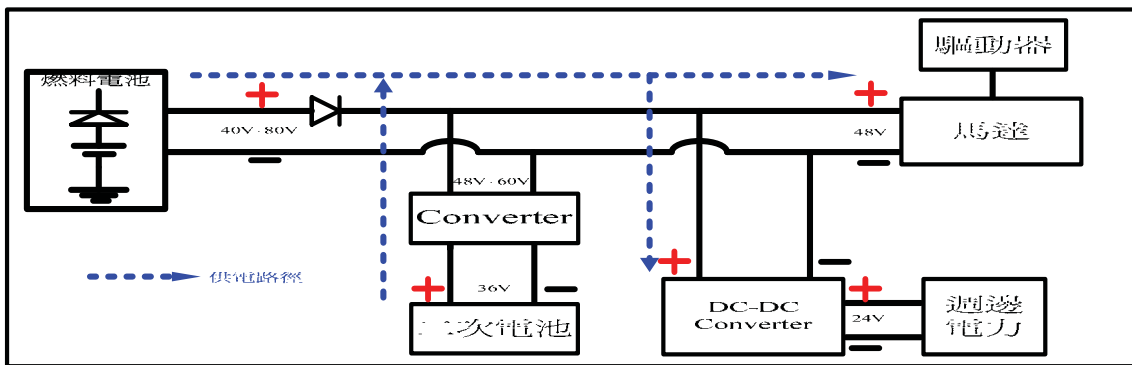 驅動器
燃料電池
40V - 80V
48V
馬達
48V - 60V
Converter
供電路徑
36V
二次電池
DC-DC
Converter
24V
週邊
電力